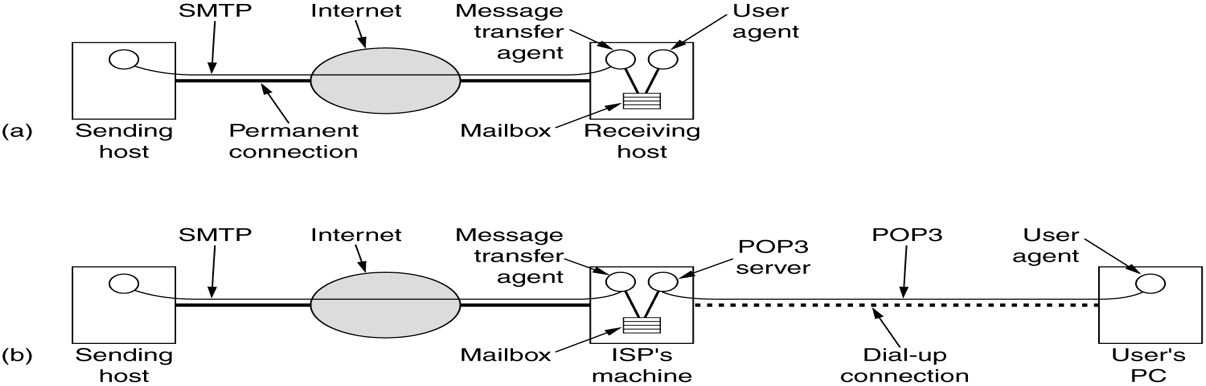 SMTP
Internet
Message
transfer
agent
User
agent
(a)
Sending
host
Permanent
connection
Mailbox
Receiving
host
SMTP
Internet
Message
transfer
agent
POP3
server
POP3
User
agent
(b)
Sending
host
Mailbox
ISP's
machine
Dial-up
connection
User's
PC